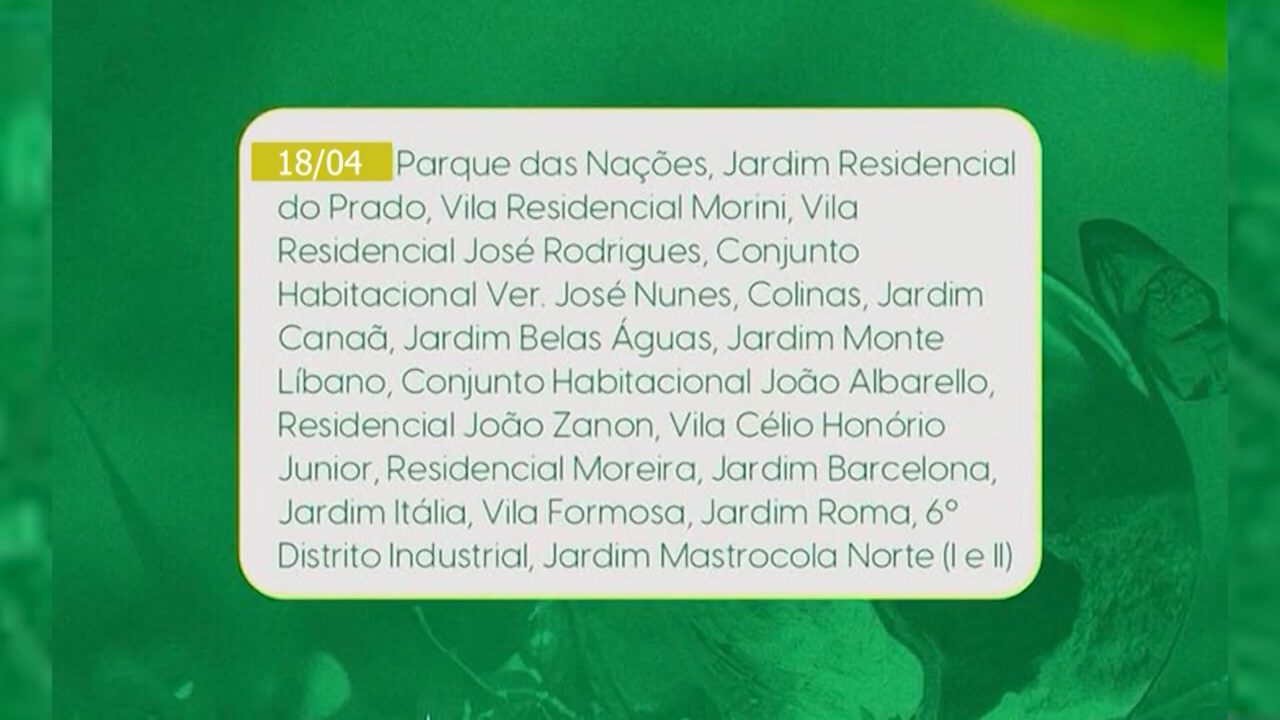 18/04 Parque das Nações, Jardim Residencial
do Prado, Vila Residencial Morini, Vila
Residencial José Rodrigues, Conjunto
Habitacional Ver. José Nunes, Colinas, Jardim
Canaã, Jardim Belas Águas, Jardim Monte
Líbano, Conjunto Habitacional João Albarello,
Residencial João Zanon, Vila Célio Honório
Junior, Residencial Moreira, Jardim Barcelona,
Jardim Itália, Vila Formosa, Jardim Roma, 6º
Distrito Industrial, Jardim Mastrocola Norte (I e II)